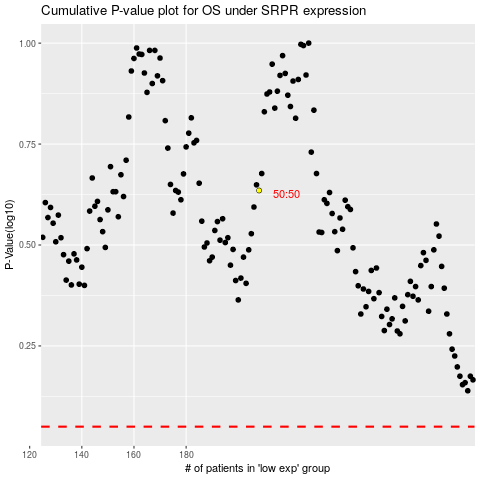 Cumulative P-value plot for OS under SRPR expression
1.00
0.75
50:50
0.50
0.25
P-Value(log10)
120 140 160 180
# of patients in 'low exp' group